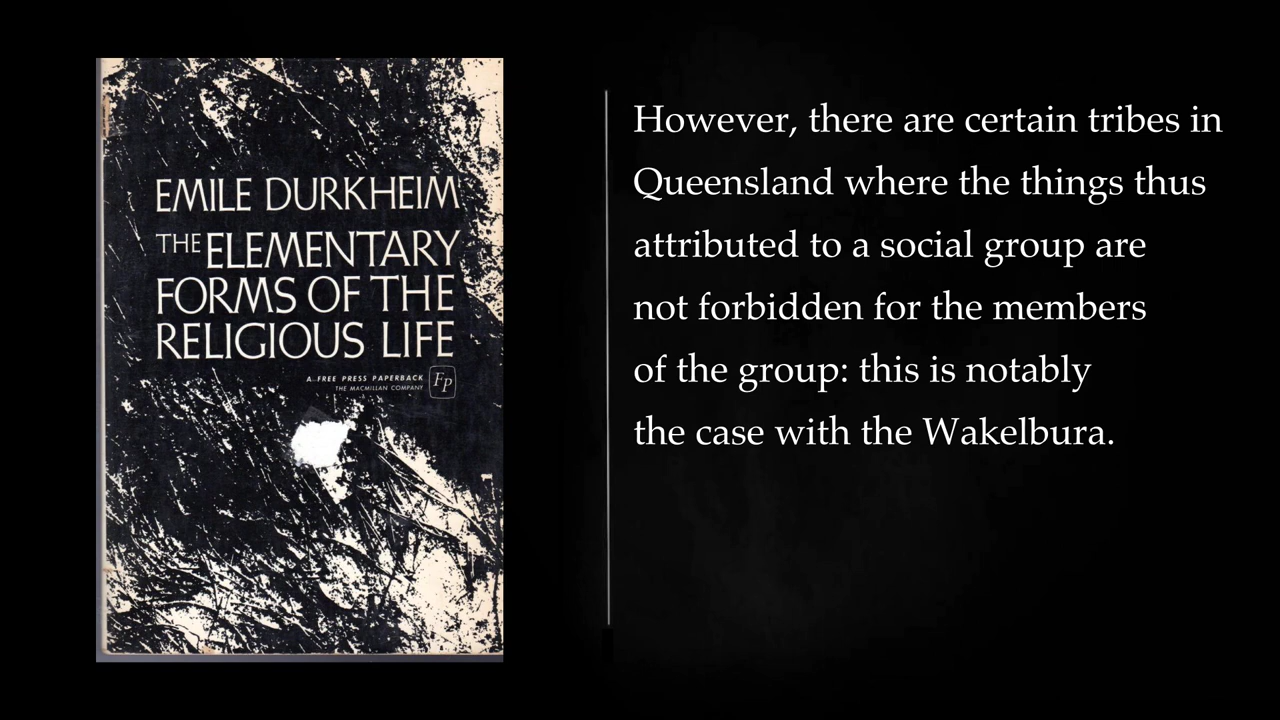 EMILE DURKHEIM
THE ELEMENTARY
FORMS OF THE
RELIGIOUS LIFE
A FREE PRESS PAPERBACK
THE MACMILLAN COMPANY
Fp
However, there are certain tribes in
Queensland where the things thus
attributed to a social group are
not forbidden for the members
of the group: this is notably
the case with the Wakelbura.